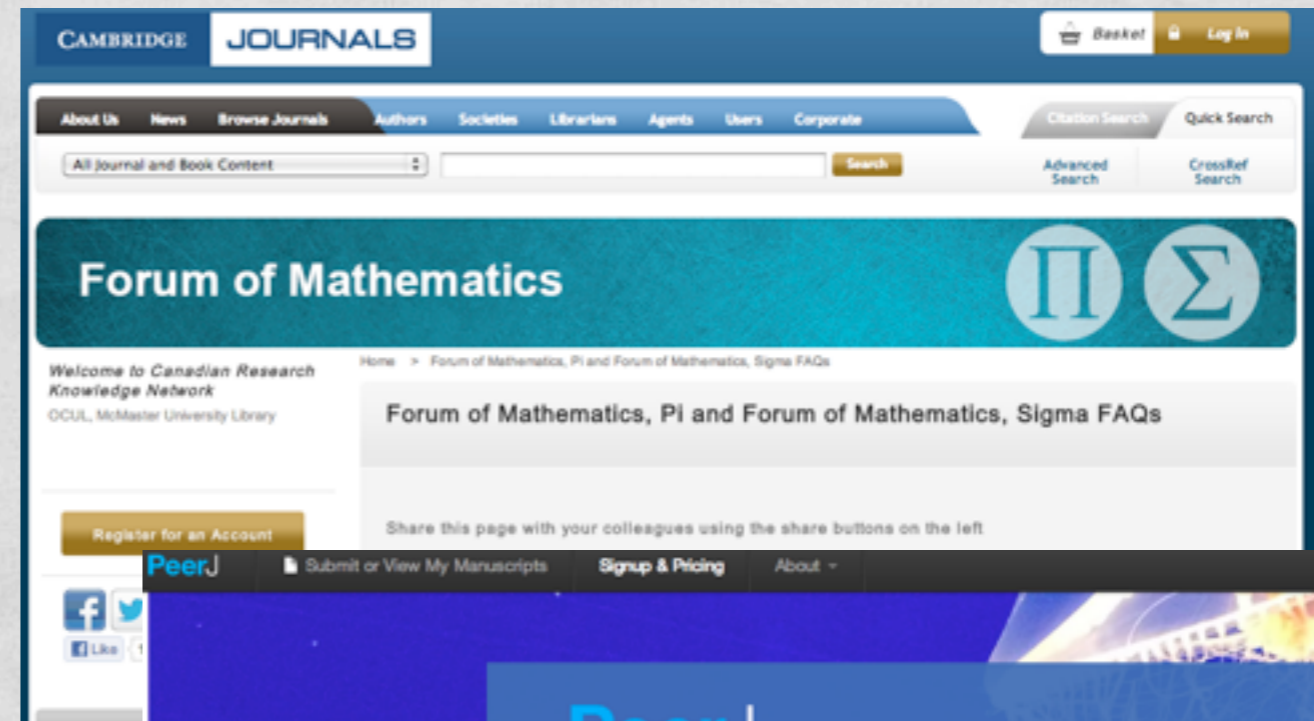 CAMBRIDGE JOURNALS
Basket Log in
About Us News Browse Journals Authors Societies Librarians Agents Users Corporate
Citation Search Quick Search
All Journal and Book Content Search
Advanced Search
CrossRef Search
Forum of Mathematics Π Σ
Home > Forum of Mathematics, Pi and Forum of Mathematics, Sigma FAQs
Welcome to Canadian Research
Knowledge Network
OCUL, McMaster University Library
Forum of Mathematics, Pi and Forum of Mathematics, Sigma FAQs
Share this page with your colleagues using the share buttons on the left
Register for an Account
PeerJ Submit or View My Manuscripts Signup & Pricing About
Like